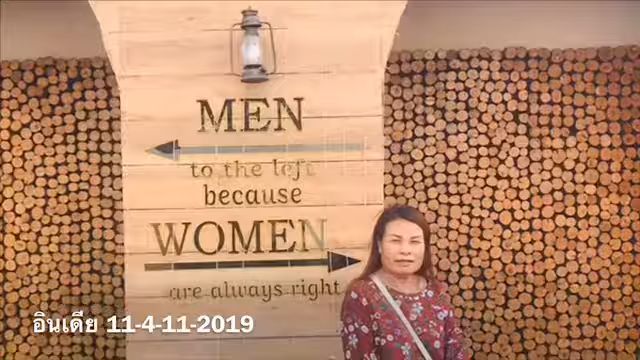 MEN
to the left
because
WOMEN
are always right
อินเดีย 11-4-11-2019